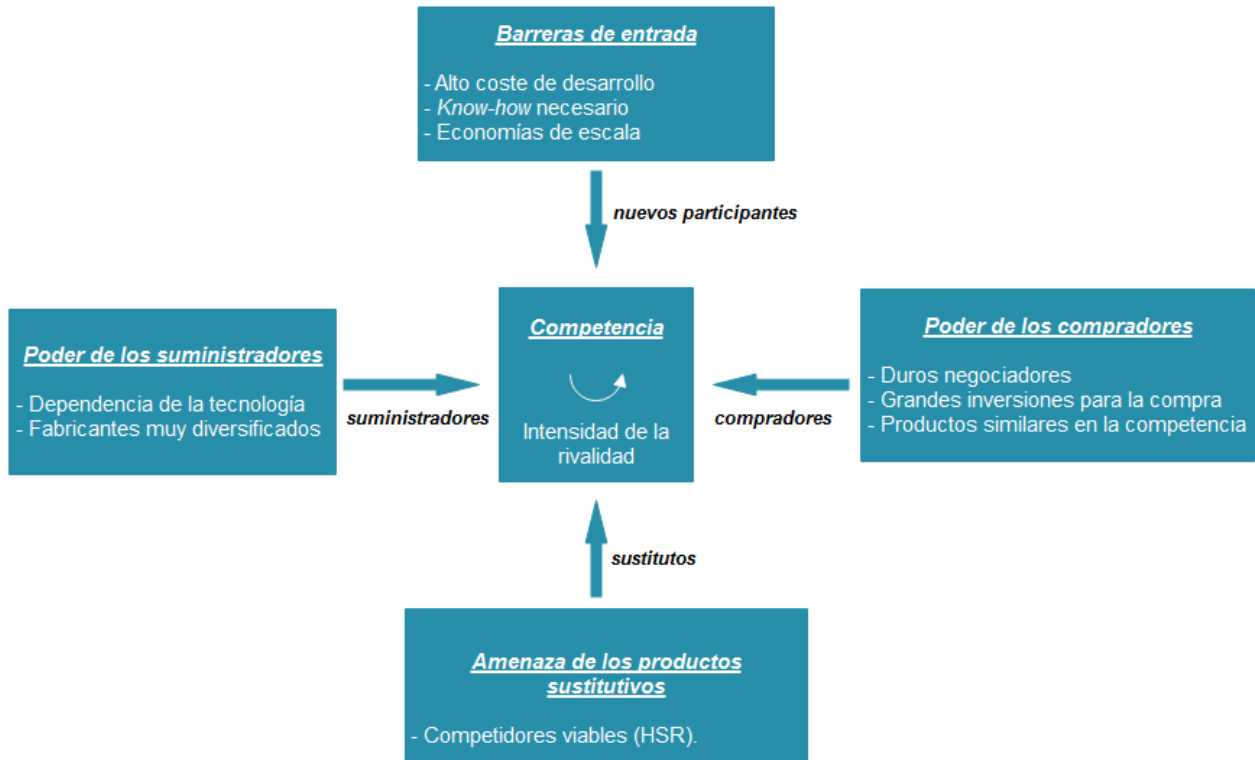 Barreras de entrada
- Alto coste de desarrollo
- Know-how necesario
- Economías de escala
nuevos participantes
Poder de los suministradores
- Dependencia de la tecnología
- Fabricantes muy diversificados
suministradores
Competencia
Intensidad de la
rivalidad
compradores
Poder de los compradores
- Duros negociadores
- Grandes inversiones para la compra
- Productos similares en la competencia
sustitutos
Amenaza de los productos
sustitutivos
- Competidores viables (HSR).